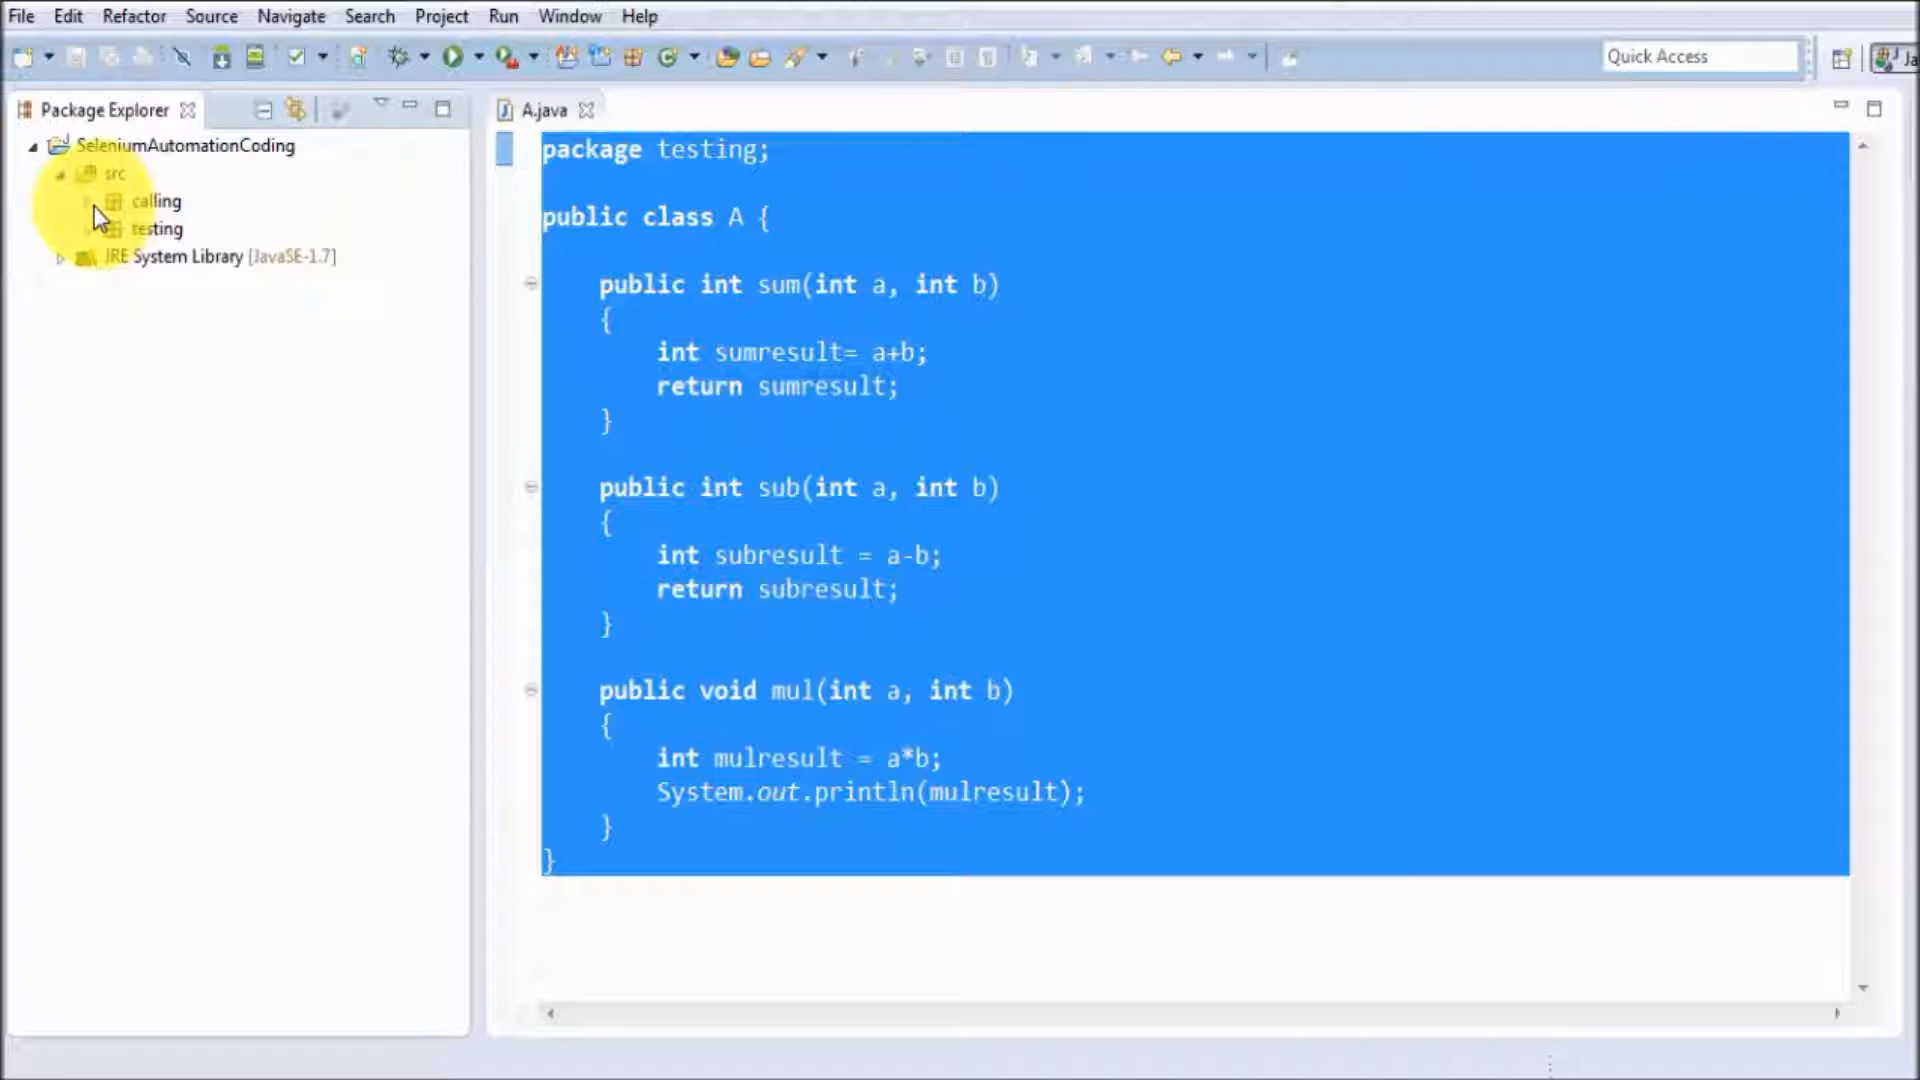 File Edit Refactor Source Navigate Search Project Run Window Help
Quick Access
Ja
Package Explorer
SeleniumAutomationCoding
src
calling
testing
JRE System Library [JavaSE-1.7]
A.java
package testing;
public class A {
public int sum(int a, int b)
{
int sumresult= a+b;
return sumresult;
}
public int sub(int a, int b)
{
int subresult = a-b;
return subresult;
}
public void mul(int a, int b)
{
int mulresult = a*b;
System.out.println(mulresult);
}
}